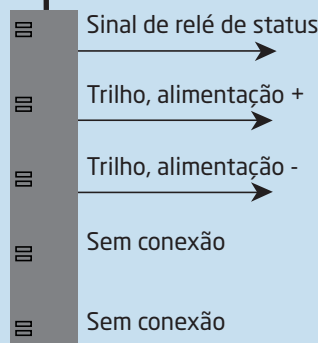 Sinal de relé de status
Trilho, alimentação +
Trilho, alimentação -
Sem conexão
Sem conexão